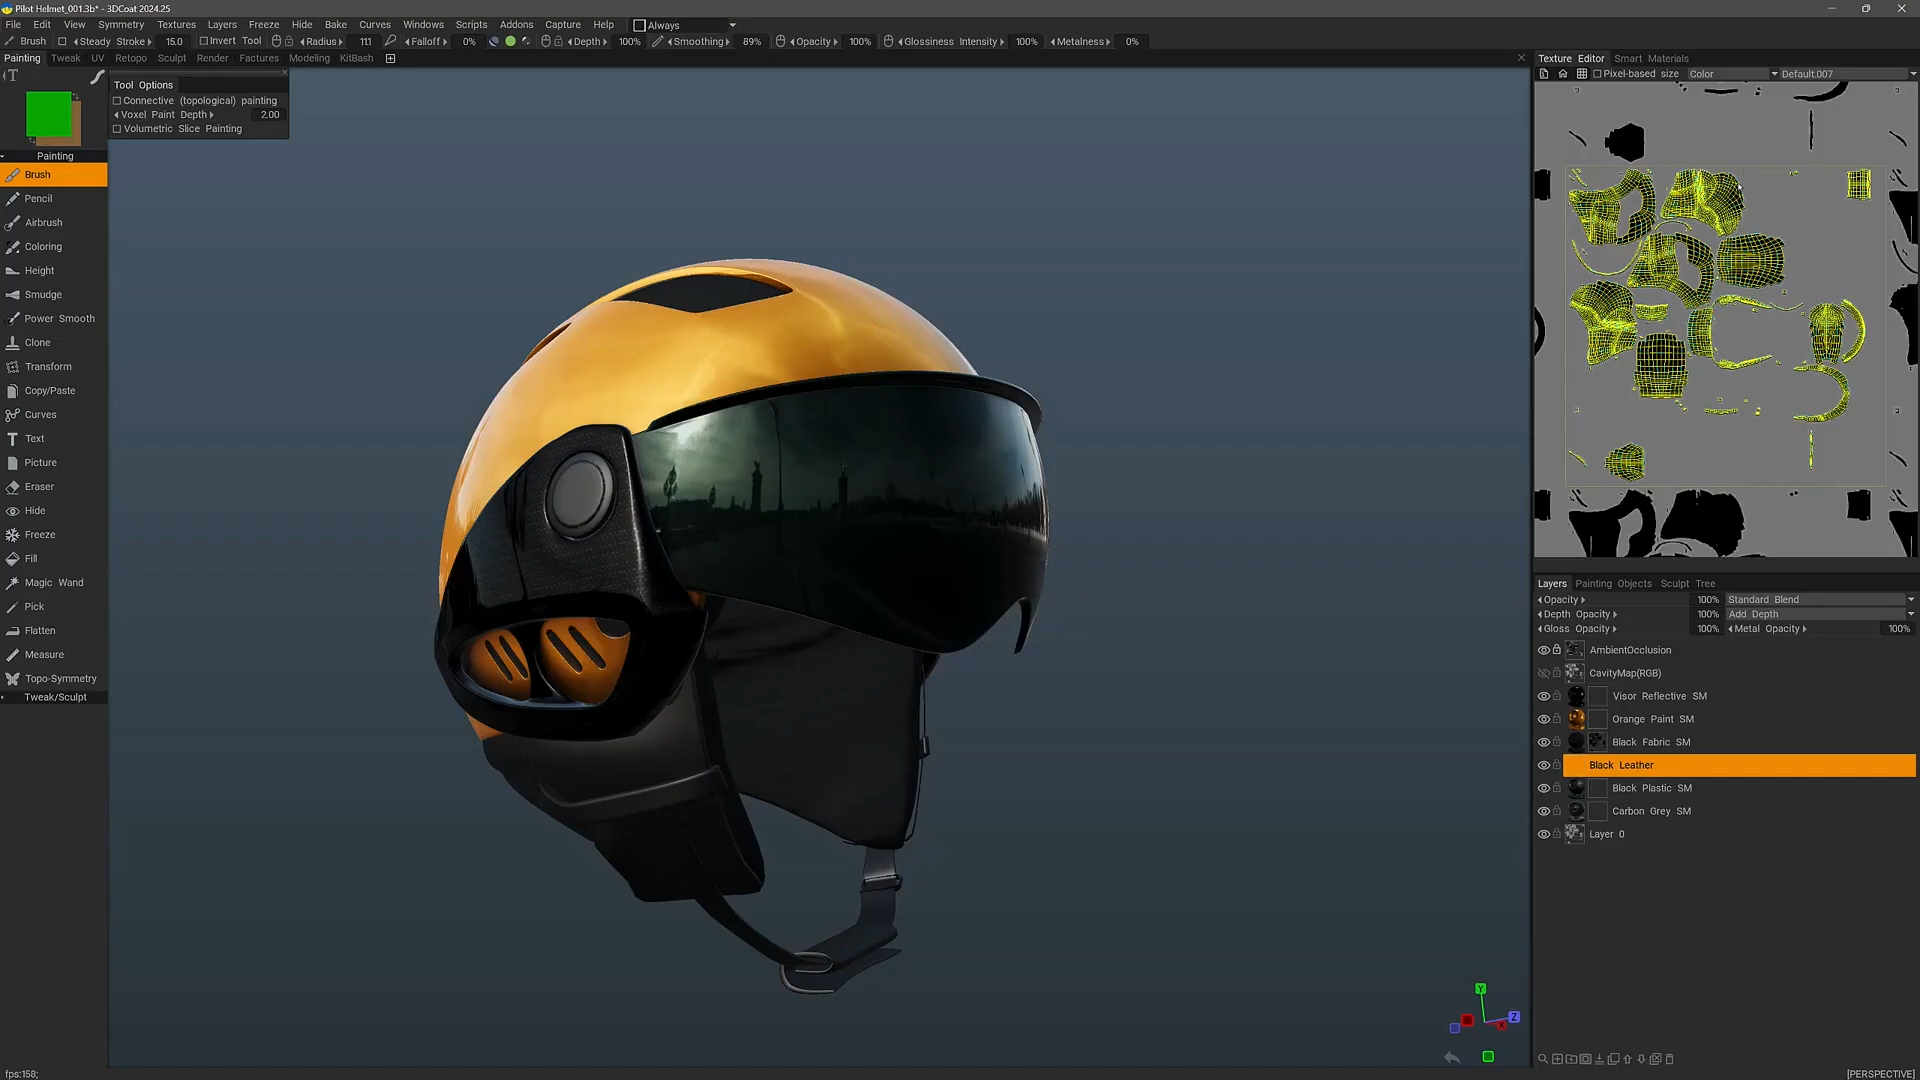 Pilot Helmet_001.3b* - 3DCoat 2024.25
File Edit View Symmetry Textures Layers Freeze Hide Bake Curves Windows Scripts Addons Capture Help Always
Brush Steady Stroke 15.0 Invert Tool Radius 111 Falloff 0% Depth 100% Smoothing 89% Opacity 100% Glossiness Intensity 100% Metalness 0%
Painting Tweak UV Retopo Sculpt Render Factures Modeling KitBash
Texture Editor Smart Materials
Pixel-based size Color Default.007
Tool Options
Connective (topological) painting
Voxel Paint Depth 2.00
Volumetric Slice Painting
Painting
Brush
Pencil
Airbrush
Coloring
Height
Smudge
Power Smooth
Clone
Transform
Copy/Paste
Curves
Text
Picture
Eraser
Hide
Freeze
Fill
Magic Wand
Pick
Flatten
Measure
Topo-Symmetry
Tweak/Sculpt
Layers Painting Objects Sculpt Tree
Opacity 100% Standard Blend
Depth Opacity 100% Add Depth
Gloss Opacity 100% Metal Opacity 100%
AmbientOcclusion
CavityMap(RGB)
Visor Reflective SM
Orange Paint SM
Black Fabric SM
Black Leather
Black Plastic SM
Carbon Grey SM
Layer 0
Y
Z
X
fps:158;
[PERSPECTIVE]